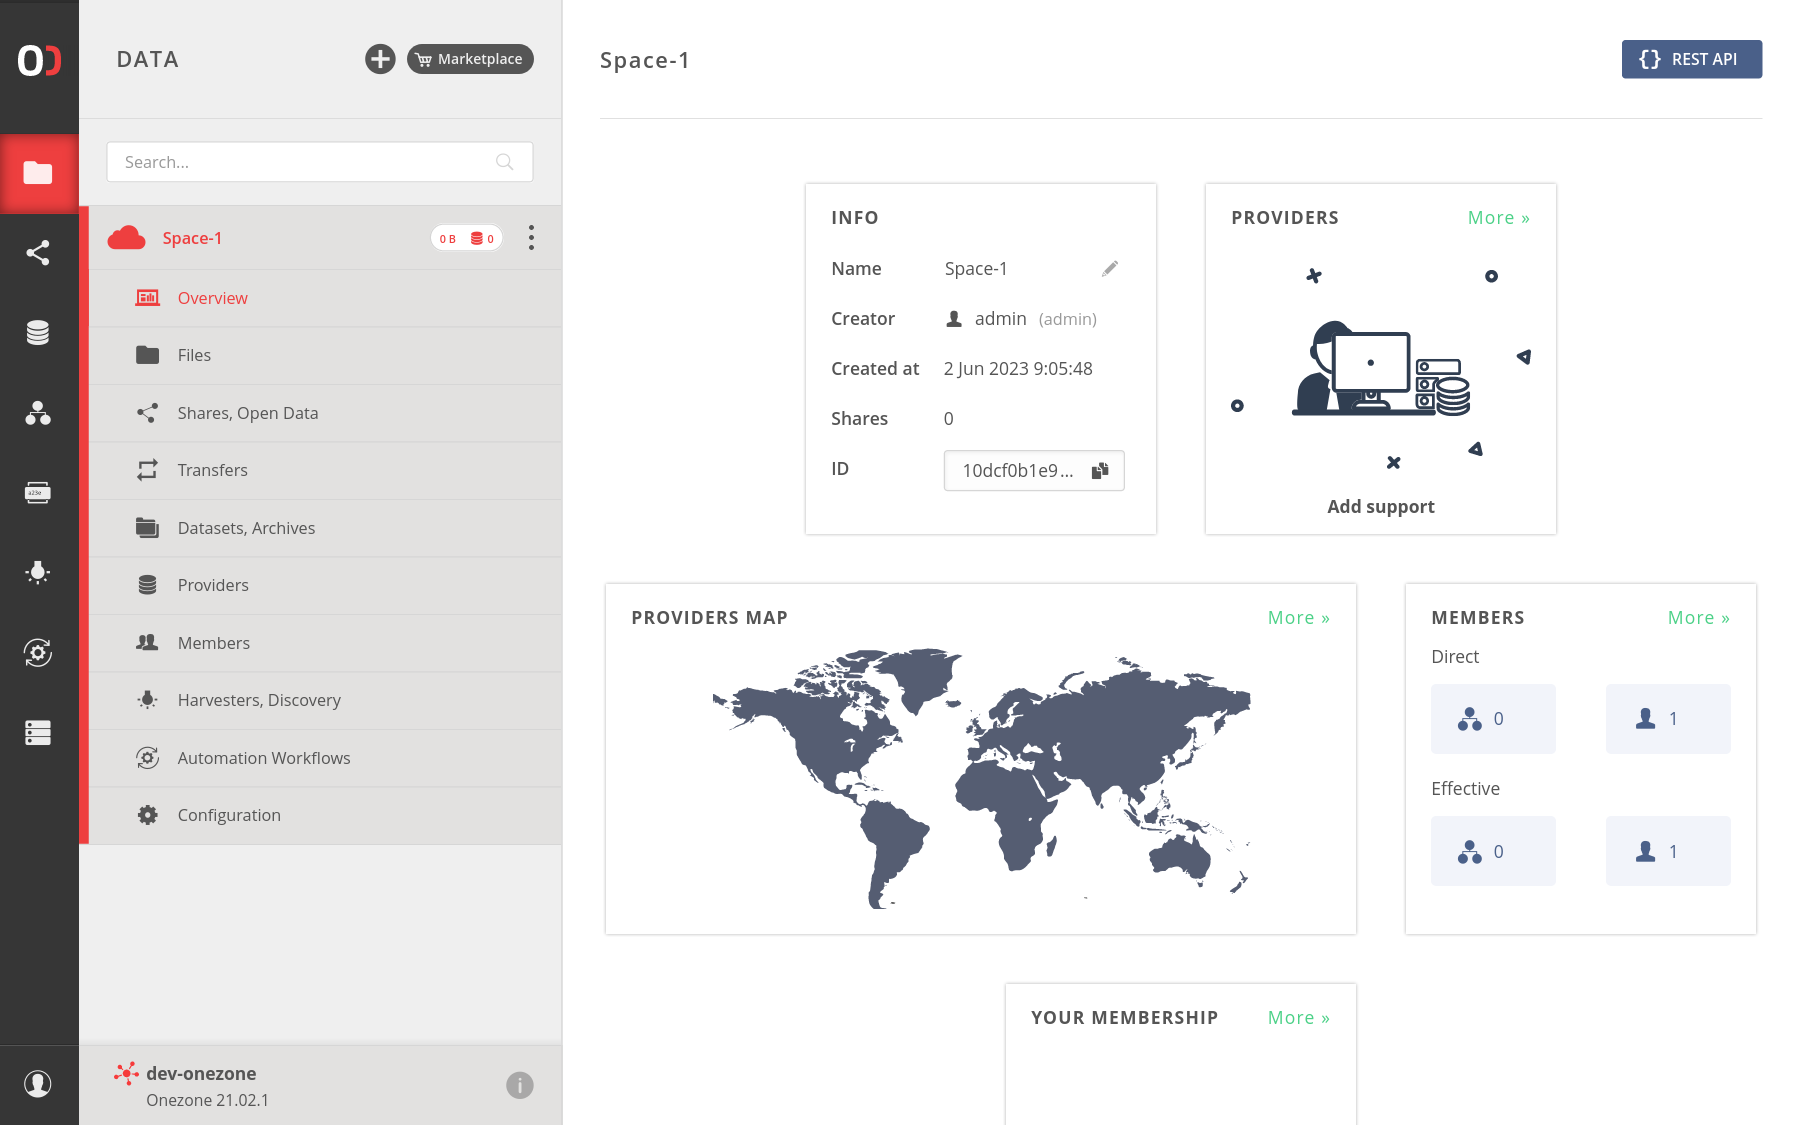 DATA
Marketplace
Search...
Space-1
0 B
0
Overview
Files
Shares, Open Data
Transfers
Datasets, Archives
Providers
Members
Harvesters, Discovery
Automation Workflows
Configuration
dev-onezone
Onezone 21.02.1
Space-1
{} REST API
INFO
Name Space-1
Creator admin (admin)
Created at 2 Jun 2023 9:05:48
Shares 0
ID 10dcf0b1e9...
PROVIDERS More »
Add support
PROVIDERS MAP More »
MEMBERS More »
Direct
0 1
Effective
0 1
YOUR MEMBERSHIP More »